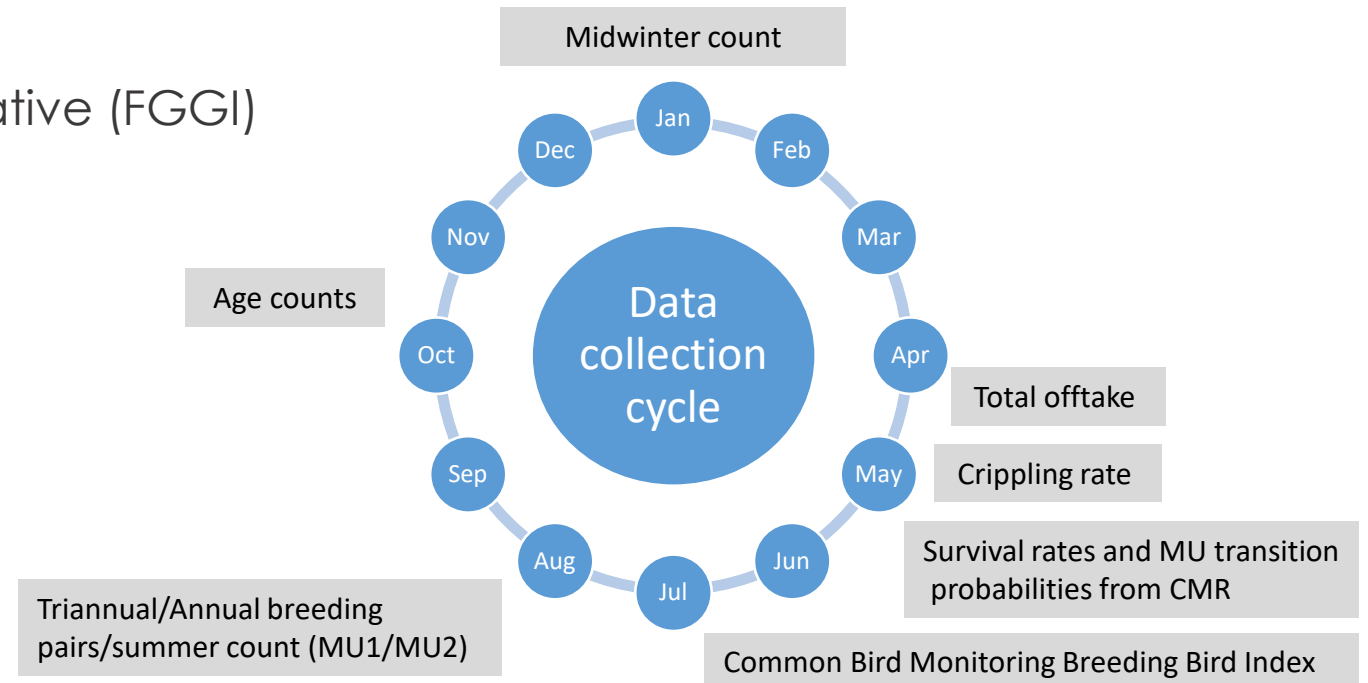 Midwinter count
ative (FGGI)
Jan
Dec
Feb
Nov
Mar
Age counts
Data
collection
cycle
Oct
Apr
Total offtake
Sep
May
Crippling rate
Aug
Jun
Survival rates and MU transition
probabilities from CMR
Jul
Triannual/Annual breeding
pairs/summer count (MU1/MU2)
Common Bird Monitoring Breeding Bird Index